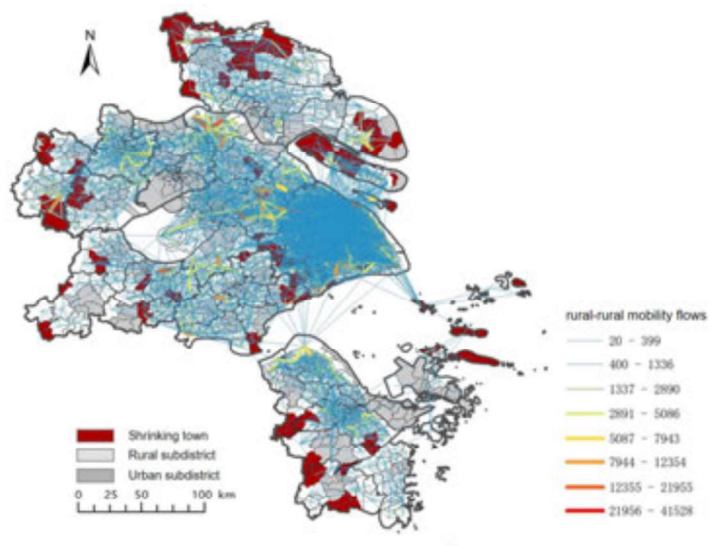 N
rural-rural mobility flows
20 - 399
400 - 1336
1337 - 2890
2891 - 5086
5087 - 7943
7944 - 12354
12355 - 21955
21956 - 41528
Shrinking town
Rural subdistrict
Urban subdistrict
0 25 50 100 km